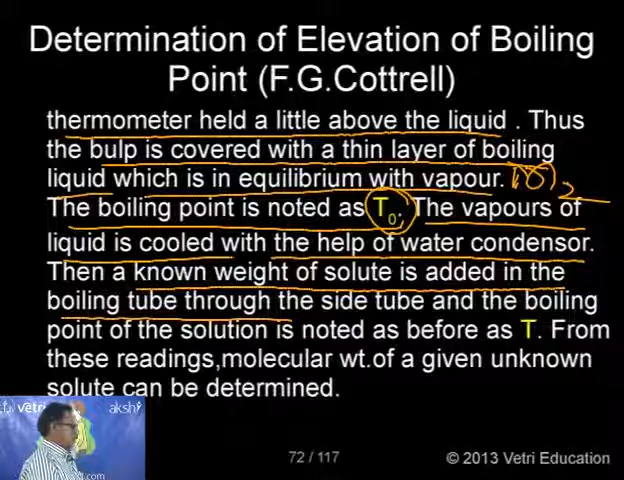 Determination of Elevation of Boiling
Point (F.G.Cottrell)
thermometer held a little above the liquid . Thus
the bulp is covered with a thin layer of boiling
liquid which is in equilibrium with vapour.
The boiling point is noted as T₀. The vapours of
liquid is cooled with the help of water condensor.
Then a known weight of solute is added in the
boiling tube through the side tube and the boiling
point of the solution is noted as before as T. From
these readings,molecular wt.of a given unknown
solute can be determined.
vetri akshi
72 / 117
© 2013 Vetri Education